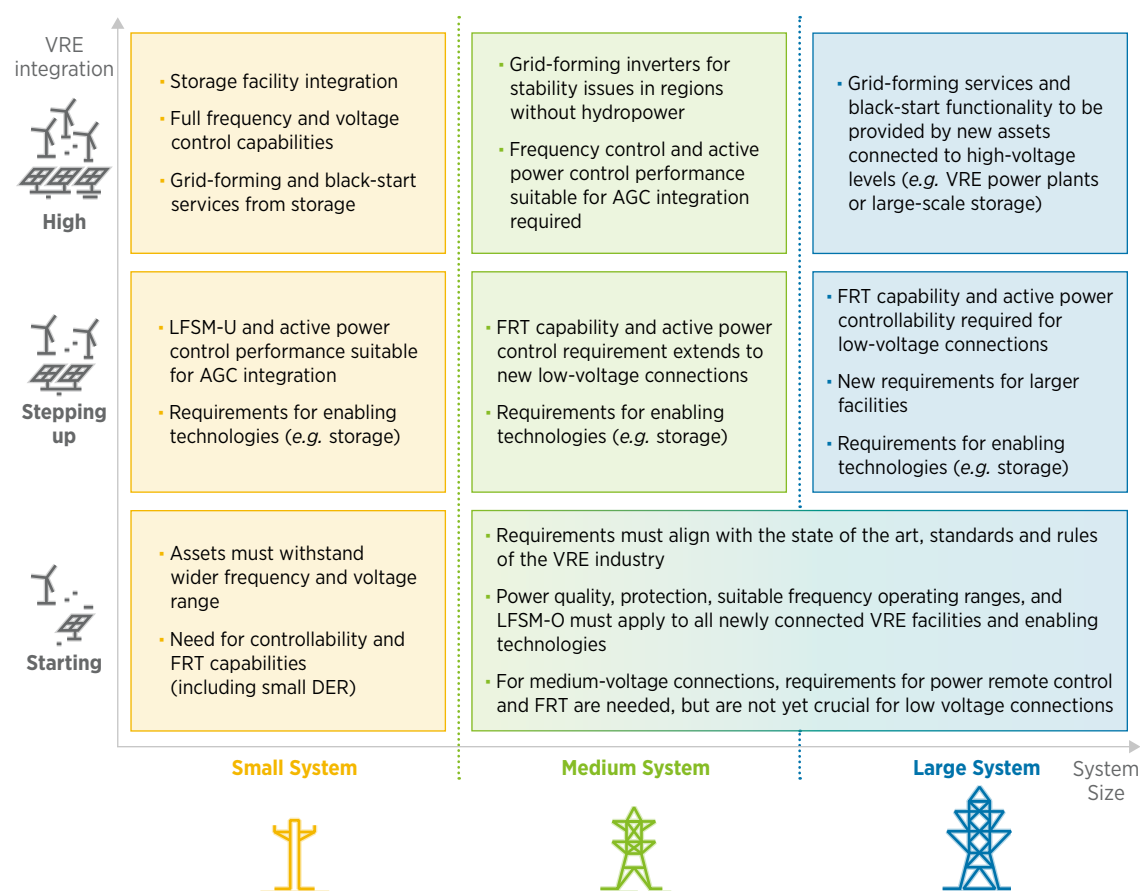 VRE
integration
High
▪ Storage facility integration
▪ Full frequency and voltage
control capabilities
▪ Grid-forming and black-start
services from storage
▪ Grid-forming inverters for
stability issues in regions
without hydropower
▪ Frequency control and active
power control performance
suitable for AGC integration
required
▪ Grid-forming services and
black-start functionality to be
provided by new assets
connected to high-voltage
levels (e.g. VRE power plants
or large-scale storage)
Stepping
up
▪ LFSM-U and active power
control performance suitable
for AGC integration
▪ Requirements for enabling
technologies (e.g. storage)
▪ FRT capability and active power
control requirement extends to
new low-voltage connections
▪ Requirements for enabling
technologies (e.g. storage)
▪ FRT capability and active power
controllability required for
low-voltage connections
▪ New requirements for larger
facilities
▪ Requirements for enabling
technologies (e.g. storage)
Starting
▪ Assets must withstand
wider frequency and voltage
range
▪ Need for controllability and
FRT capabilities
(including small DER)
▪ Requirements must align with the state of the art, standards and rules
of the VRE industry
▪ Power quality, protection, suitable frequency operating ranges, and
LFSM-O must apply to all newly connected VRE facilities and enabling
technologies
▪ For medium-voltage connections, requirements for power remote control
and FRT are needed, but are not yet crucial for low voltage connections
Small System
Medium System
Large System
System
Size